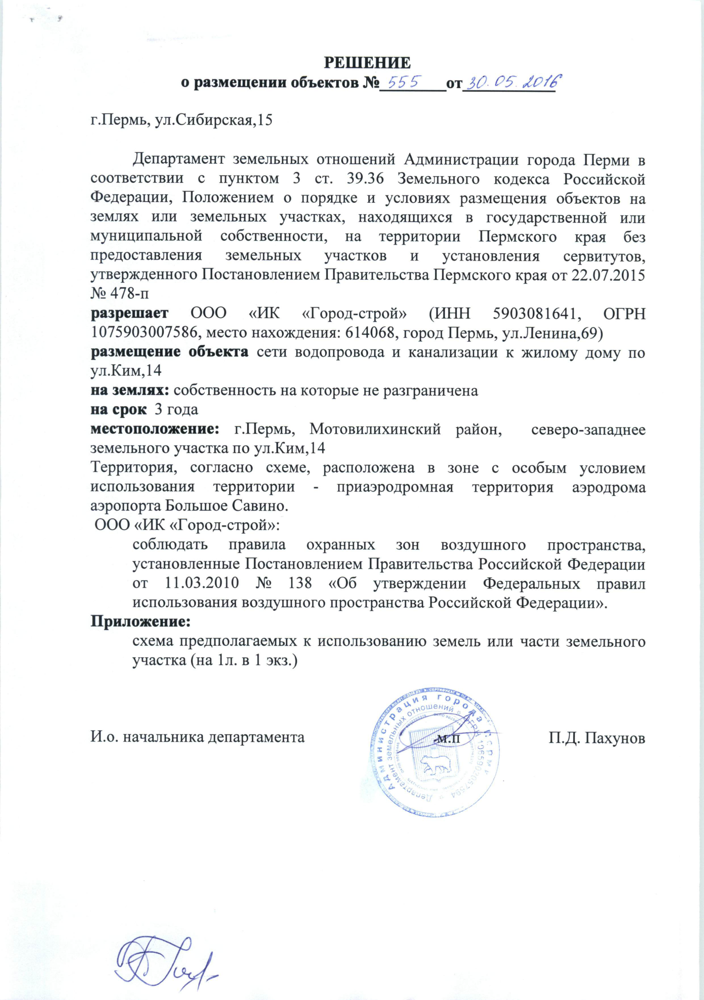 РЕШЕНИЕ
о размещении объектов № 555 от 30.05.2016
г.Пермь, ул.Сибирская,15
Департамент земельных отношений Администрации города Перми в
соответствии с пунктом 3 ст. 39.36 Земельного кодекса Российской
Федерации, Положением о порядке и условиях размещения объектов на
землях или земельных участках, находящихся в государственной или
муниципальной собственности, на территории Пермского края без
предоставления земельных участков и установления сервитутов,
утвержденного Постановлением Правительства Пермского края от 22.07.2015
№ 478-п
разрешает ООО «ИК «Город-строй» (ИНН 5903081641, ОГРН
1075903007586, место нахождения: 614068, город Пермь, ул.Ленина,69)
размещение объекта сети водопровода и канализации к жилому дому по
ул.Ким,14
на землях: собственность на которые не разграничена
на срок 3 года
местоположение: г.Пермь, Мотовилихинский район, северо-западнее
земельного участка по ул.Ким,14
Территория, согласно схеме, расположена в зоне с особым условием
использования территории - приаэродромная территория аэродрома
аэропорта Большое Савино.
ООО «ИК «Город-строй»:
соблюдать правила охранных зон воздушного пространства,
установленные Постановлением Правительства Российской Федерации
от 11.03.2010 № 138 «Об утверждении Федеральных правил
использования воздушного пространства Российской Федерации».
Приложение:
схема предполагаемых к использованию земель или части земельного
участка (на 1л. в 1 экз.)
И.о. начальника департамента м.п П.Д. Пахунов
Администрация города Перми
Департамент земельных отношений * ОГРН 1065902057594 *